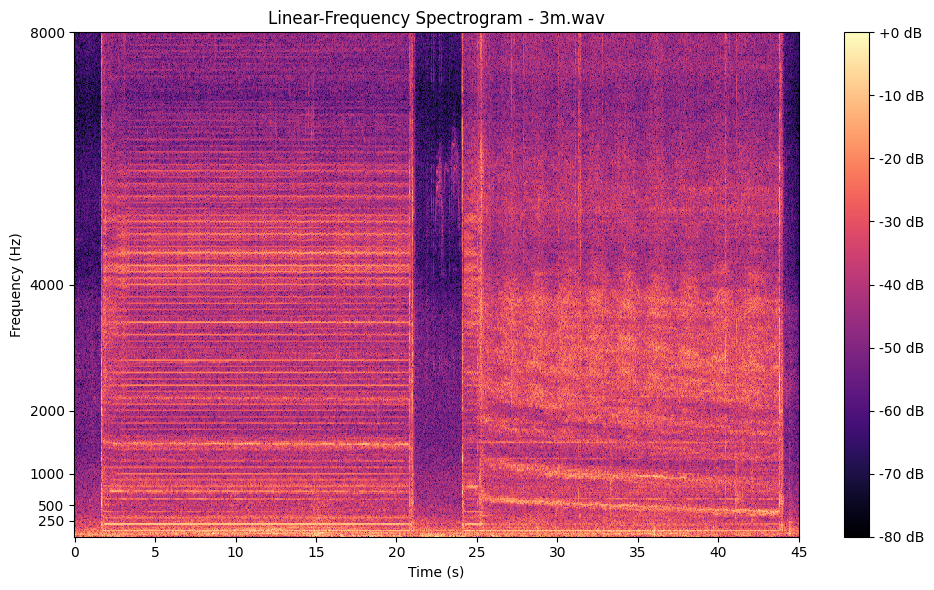 Linear-Frequency Spectrogram - 3m.wav
Frequency (Hz)
8000
4000
2000
1000
500
250
0 5 10 15 20 25 30 35 40 45
Time (s)
+0 dB
-10 dB
-20 dB
-30 dB
-40 dB
-50 dB
-60 dB
-70 dB
-80 dB